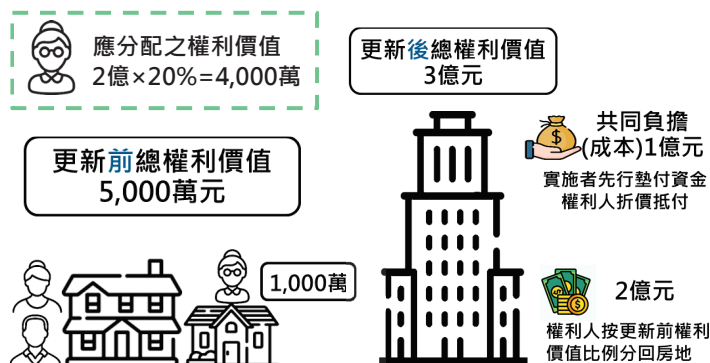 應分配之權利價值
2億×20%=4,000萬
更新後總權利價值
3億元
更新前總權利價值
5,000萬元
共同負擔
(成本)1億元
實施者先行墊付資金
權利人折價抵付
1,000萬
2億元
權利人按更新前權利
價值比例分回房地